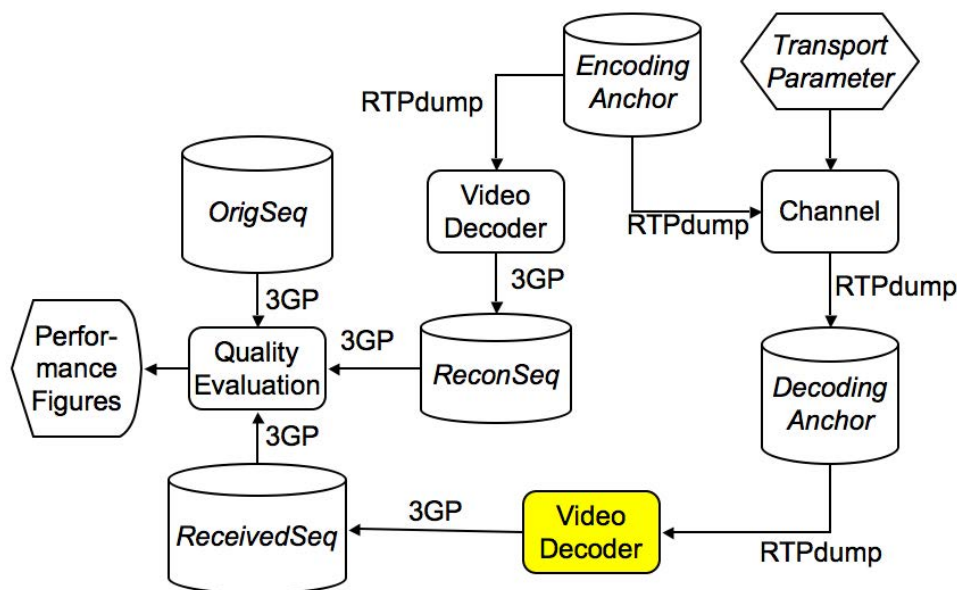 Encoding
Anchor
Transport
Parameter
RTPdump
OrigSeq
Video
Decoder
RTPdump
Channel
3GP
RTPdump
3GP
Perfor-
mance
Figures
Quality
Evaluation
3GP
ReconSeq
Decoding
Anchor
3GP
ReceivedSeq
3GP
Video
Decoder
RTPdump